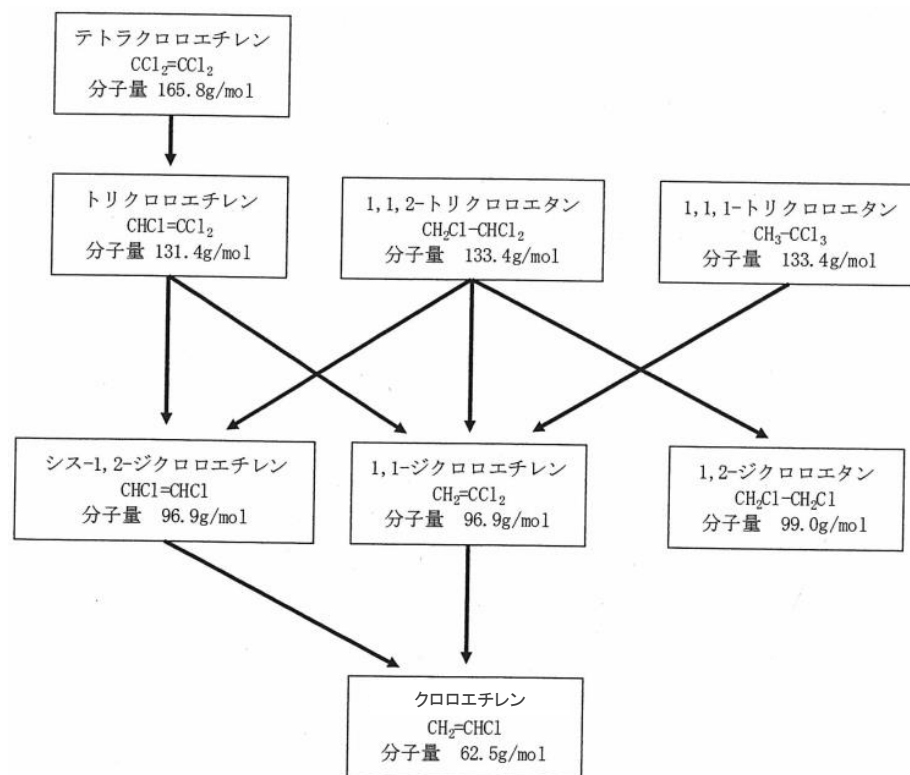 テトラクロロエチレン
CCl₂=CCl₂
分子量 165.8g/mol
トリクロロエチレン
CHCl=CCl₂
分子量 131.4g/mol
1,1,2-トリクロロエタン
CH₂Cl-CHCl₂
分子量 133.4g/mol
1,1,1-トリクロロエタン
CH₃-CCl₃
分子量 133.4g/mol
シス-1,2-ジクロロエチレン
CHCl=CHCl
分子量 96.9g/mol
1,1-ジクロロエチレン
CH₂=CCl₂
分子量 96.9g/mol
1,2-ジクロロエタン
CH₂Cl-CH₂Cl
分子量 99.0g/mol
クロロエチレン
CH₂=CHCl
分子量 62.5g/mol